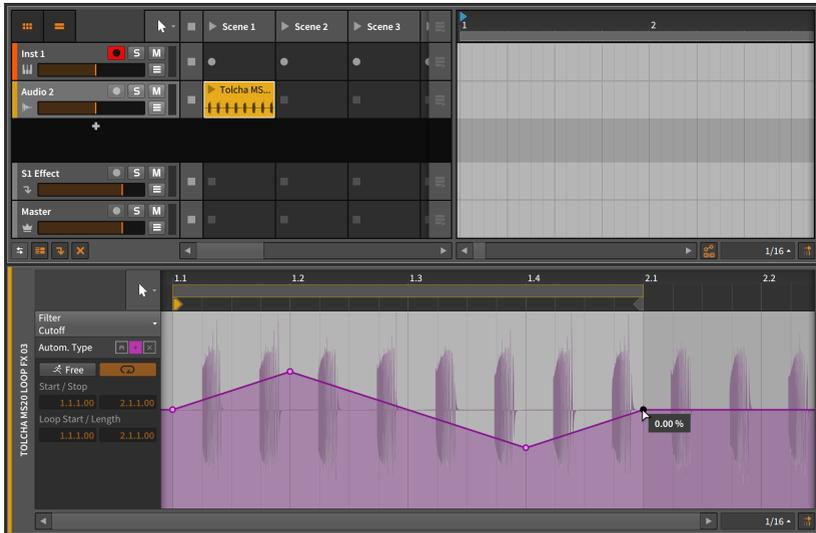 Scene 1
Scene 2
Scene 3
1
2
Inst 1
S
M
Audio 2
S
M
Tolcha MS...
S1 Effect
S
M
Master
S
M
1/16
1.1
1.2
1.3
1.4
2.1
2.2
Filter
Cutoff
Autom. Type
Free
Start / Stop
1.1.1.00 2.1.1.00
Loop Start / Length
1.1.1.00 2.1.1.00
TOLCHA MS20 LOOP FX 03
0.00 %
1/16